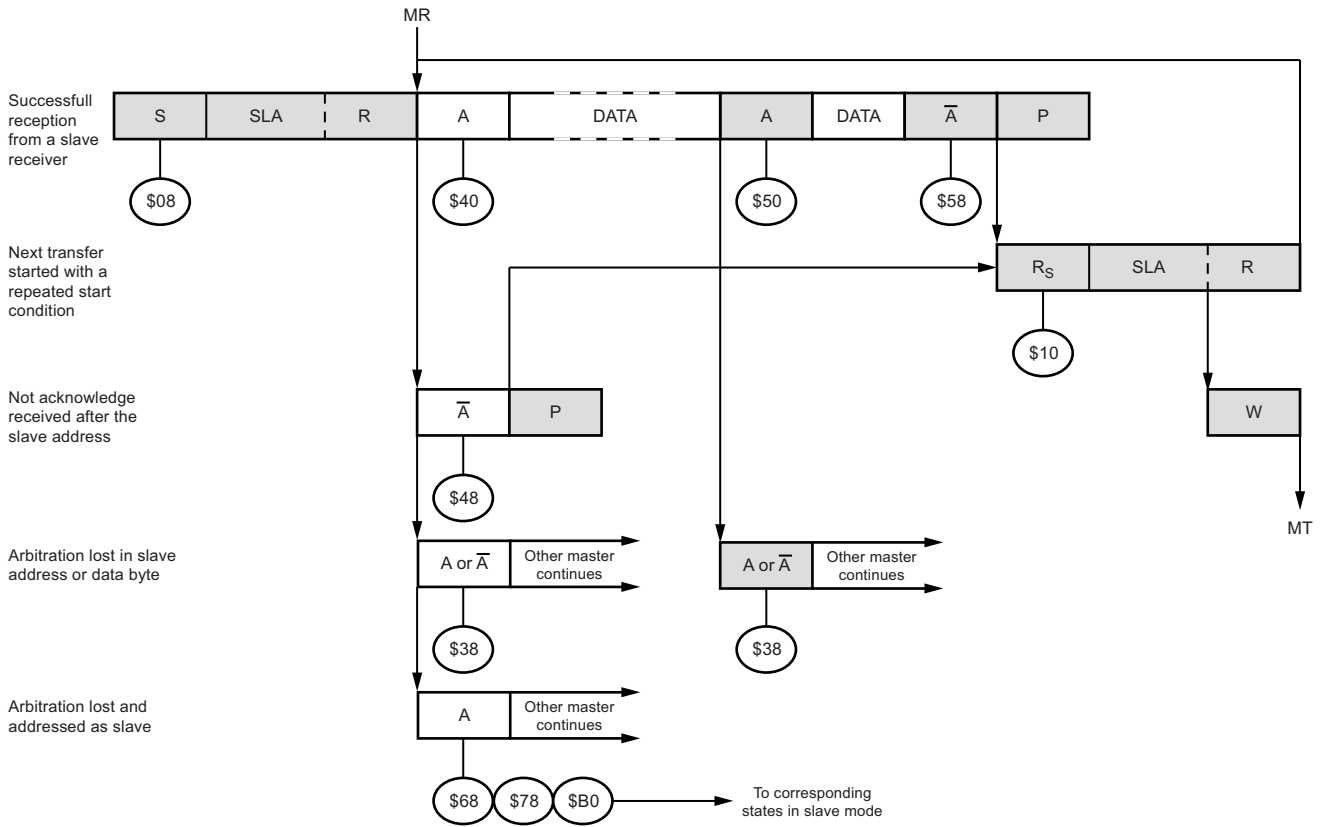 MR
Successfull
reception
from a slave
receiver
S
SLA
R
A
DATA
A
DATA
A̅
P
$08
$40
$50
$58
Next transfer
started with a
repeated start
condition
RS
SLA
R
$10
Not acknowledge
received after the
slave address
A̅
P
W
$48
MT
Arbitration lost in slave
address or data byte
A or A̅
Other master
continues
A or A̅
Other master
continues
$38
$38
Arbitration lost and
addressed as slave
A
Other master
continues
$68
$78
$B0
To corresponding
states in slave mode